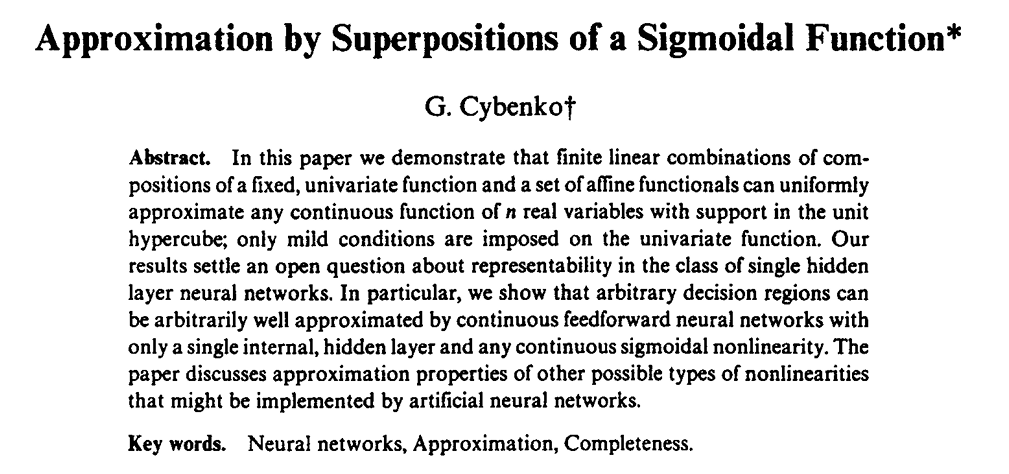 Approximation by Superpositions of a Sigmoidal Function*
G. Cybenko†
Abstract. In this paper we demonstrate that finite linear combinations of com-
positions of a fixed, univariate function and a set of affine functionals can uniformly
approximate any continuous function of n real variables with support in the unit
hypercube; only mild conditions are imposed on the univariate function. Our
results settle an open question about representability in the class of single hidden
layer neural networks. In particular, we show that arbitrary decision regions can
be arbitrarily well approximated by continuous feedforward neural networks with
only a single internal, hidden layer and any continuous sigmoidal nonlinearity. The
paper discusses approximation properties of other possible types of nonlinearities
that might be implemented by artificial neural networks.
Key words. Neural networks, Approximation, Completeness.